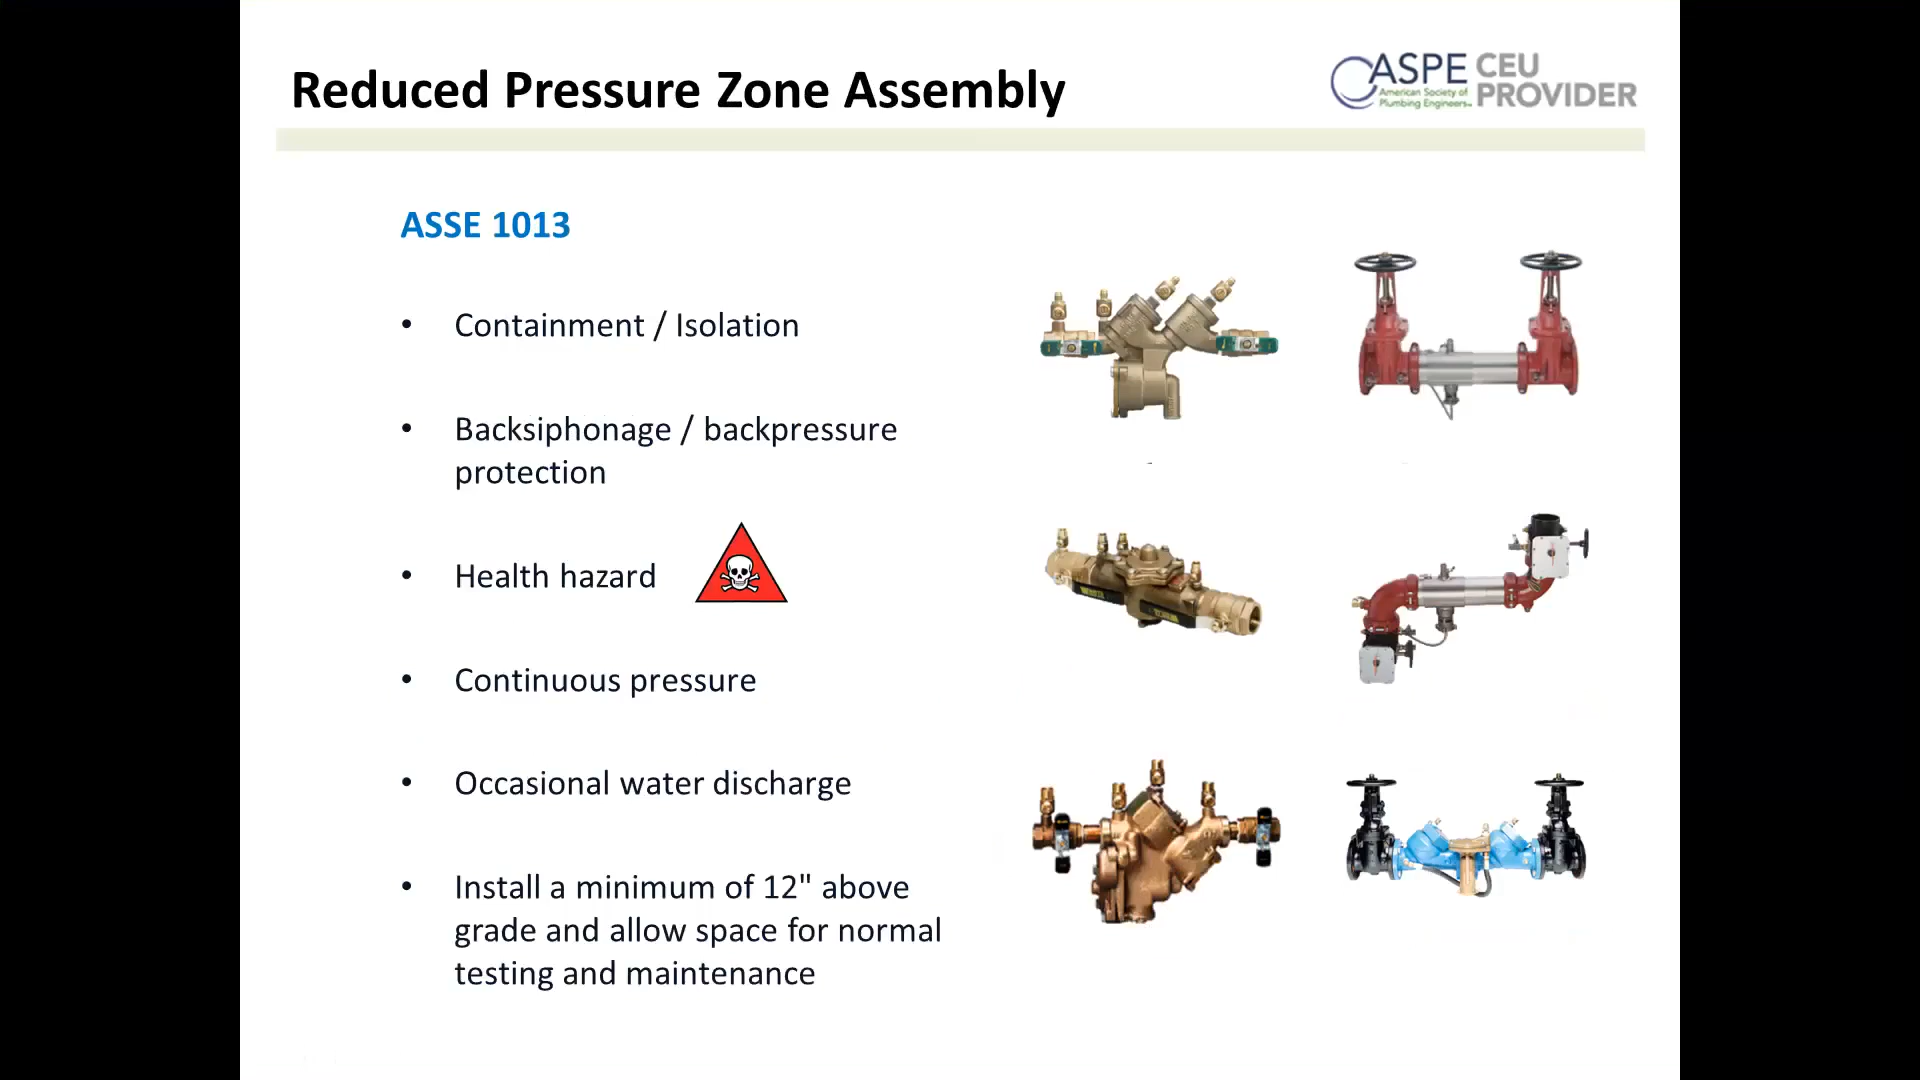 Reduced Pressure Zone Assembly
ASPE CEU
American Society of
Plumbing Engineers
PROVIDER
ASSE 1013
• Containment / Isolation
• Backsiphonage / backpressure
protection
• Health hazard
• Continuous pressure
• Occasional water discharge
• Install a minimum of 12" above
grade and allow space for normal
testing and maintenance